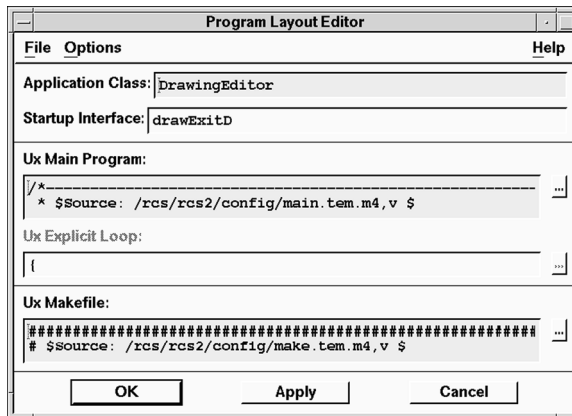 Program Layout Editor
File Options Help
Application Class: DrawingEditor
Startup Interface: drawExitD
Ux Main Program:
/*--------------------------------------------------------
* $Source: /rcs/rcs2/config/main.tem.m4,v $
...
Ux Explicit Loop:
{
...
Ux Makefile:
##########################################################
# $Source: /rcs/rcs2/config/make.tem.m4,v $
...
OK Apply Cancel